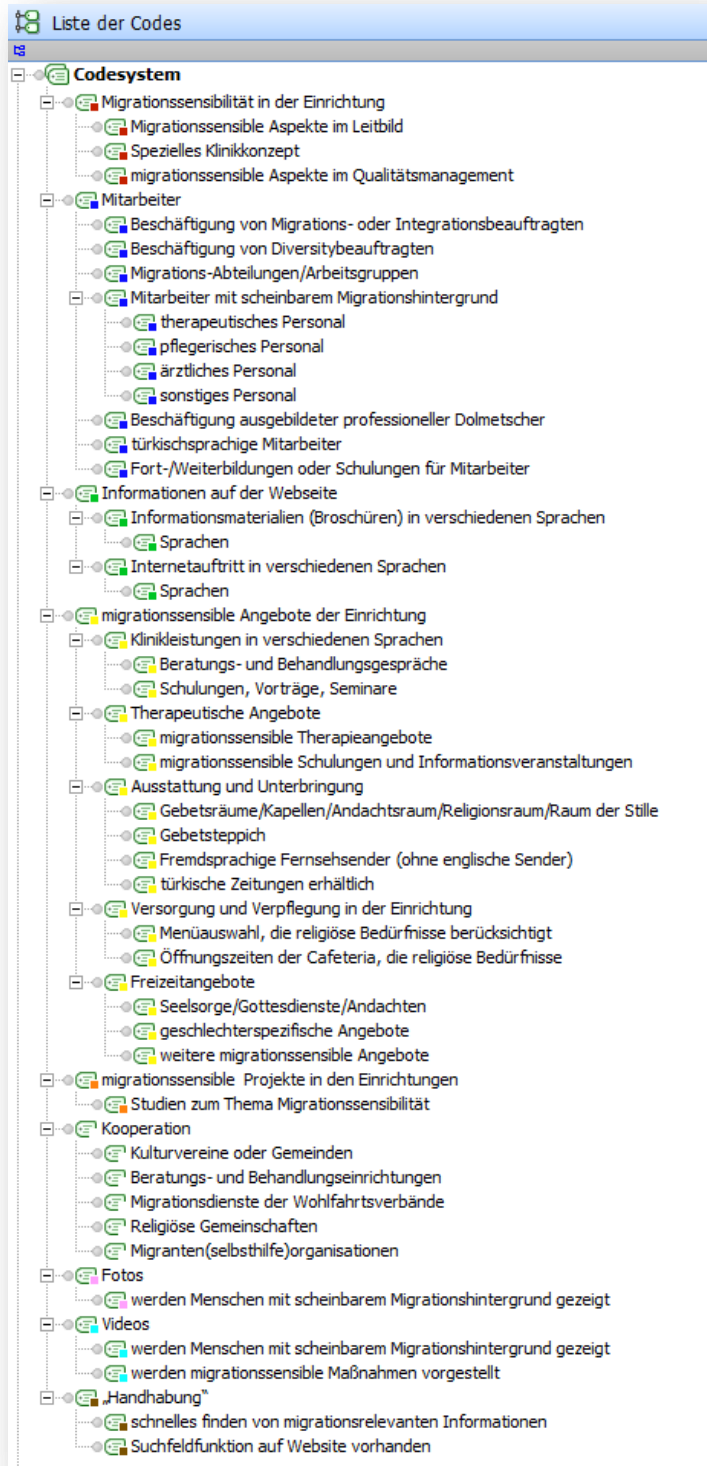 Liste der Codes
Codesystem
Migrationssensibilität in der Einrichtung
Migrationssensible Aspekte im Leitbild
Spezielles Klinikkonzept
migrationssensible Aspekte im Qualitätsmanagement
Mitarbeiter
Beschäftigung von Migrations- oder Integrationsbeauftragten
Beschäftigung von Diversitybeauftragten
Migrations-Abteilungen/Arbeitsgruppen
Mitarbeiter mit scheinbarem Migrationshintergrund
therapeutisches Personal
pflegerisches Personal
ärztliches Personal
sonstiges Personal
Beschäftigung ausgebildeter professioneller Dolmetscher
türkischsprachige Mitarbeiter
Fort-/Weiterbildungen oder Schulungen für Mitarbeiter
Informationen auf der Webseite
Informationsmaterialien (Broschüren) in verschiedenen Sprachen
Sprachen
Internetauftritt in verschiedenen Sprachen
Sprachen
migrationssensible Angebote der Einrichtung
Klinikleistungen in verschiedenen Sprachen
Beratungs- und Behandlungsgespräche
Schulungen, Vorträge, Seminare
Therapeutische Angebote
migrationssensible Therapieangebote
migrationssensible Schulungen und Informationsveranstaltungen
Ausstattung und Unterbringung
Gebetsräume/Kapellen/Andachtsraum/Religionsraum/Raum der Stille
Gebetsteppich
Fremdsprachige Fernsehsender (ohne englische Sender)
türkische Zeitungen erhältlich
Versorgung und Verpflegung in der Einrichtung
Menüauswahl, die religiöse Bedürfnisse berücksichtigt
Öffnungszeiten der Cafeteria, die religiöse Bedürfnisse
Freizeitangebote
Seelsorge/Gottesdienste/Andachten
geschlechterspezifische Angebote
weitere migrationssensible Angebote
migrationssensible  Projekte in den Einrichtungen
Studien zum Thema Migrationssensibilität
Kooperation
Kulturvereine oder Gemeinden
Beratungs- und Behandlungseinrichtungen
Migrationsdienste der Wohlfahrtsverbände
Religiöse Gemeinschaften
Migranten(selbsthilfe)organisationen
Fotos
werden Menschen mit scheinbarem Migrationshintergrund gezeigt
Videos
werden Menschen mit scheinbarem Migrationshintergrund gezeigt
werden migrationssensible Maßnahmen vorgestellt
„Handhabung“
schnelles finden von migrationsrelevanten Informationen
Suchfeldfunktion auf Website vorhanden